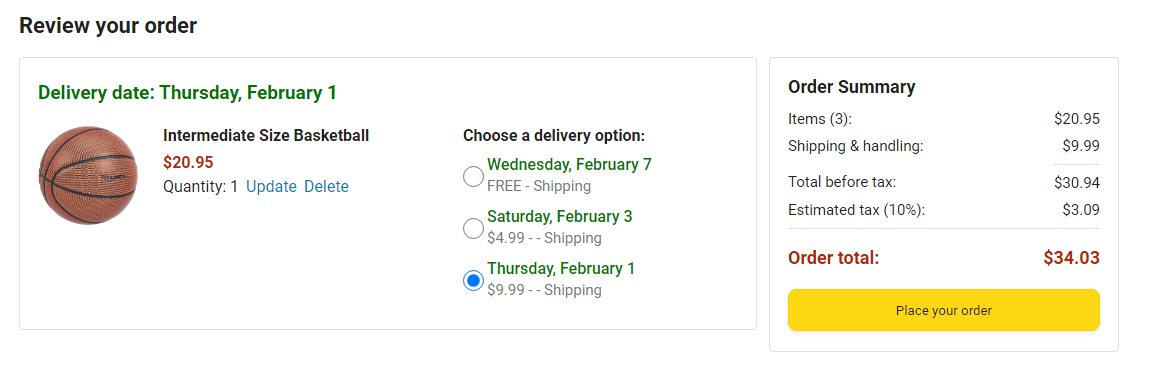 Review your order
Delivery date: Thursday, February 1
Intermediate Size Basketball
$20.95
Quantity: 1 Update Delete
Choose a delivery option:
Wednesday, February 7
FREE - Shipping
Saturday, February 3
$4.99 - - Shipping
Thursday, February 1
$9.99 - - Shipping
Order Summary
Items (3): $20.95
Shipping & handling: $9.99
Total before tax: $30.94
Estimated tax (10%): $3.09
Order total: $34.03
Place your order